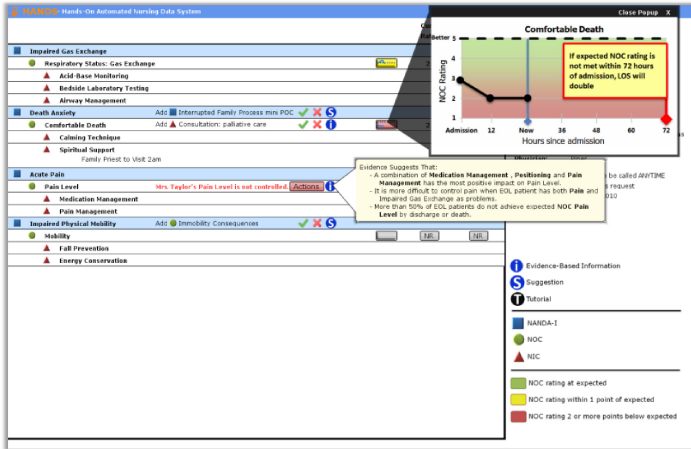 HANDS- Hands-On Automated Nursing Data System
Close Popup X
Comfortable Death
Better 5
4
3
2
1
NOC Rating
Admission 12 Now 36 48 60 72
Hours since admission
If expected NOC rating is
not met within 72 hours
of admission, LOS will
double
Impaired Gas Exchange
Respiratory Status: Gas Exchange
2
Acid-Base Monitoring
Bedside Laboratory Testing
Airway Management
Death Anxiety Add Interrupted Family Process mini POC S
Comfortable Death Add Consultation: palliative care S i
2
Calming Technique
Spiritual Support
Family Priest to Visit 2am
Acute Pain
Pain Level Mrs. Taylor's Pain Level is not controlled. Actions i
Medication Management
Pain Management
Evidence Suggests That:
- A combination of Medication Management , Positioning and Pain
Management has the most positive impact on Pain Level.
- It is more difficult to control pain when EOL patient has both Pain and
Impaired Gas Exchange as problems.
- More than 50% of EOL patients do not achieve expected NOC Pain
Level by discharge or death.
be called ANYTIME
request
010
Impaired Physical Mobility Add Immobility Consequences S
Mobility NR NR
Fall Prevention
Energy Conservation
i Evidence-Based Information
S Suggestion
T Tutorial
NANDA-I
NOC
NIC
NOC rating at expected
NOC rating within 1 point of expected
NOC rating 2 or more points below expected